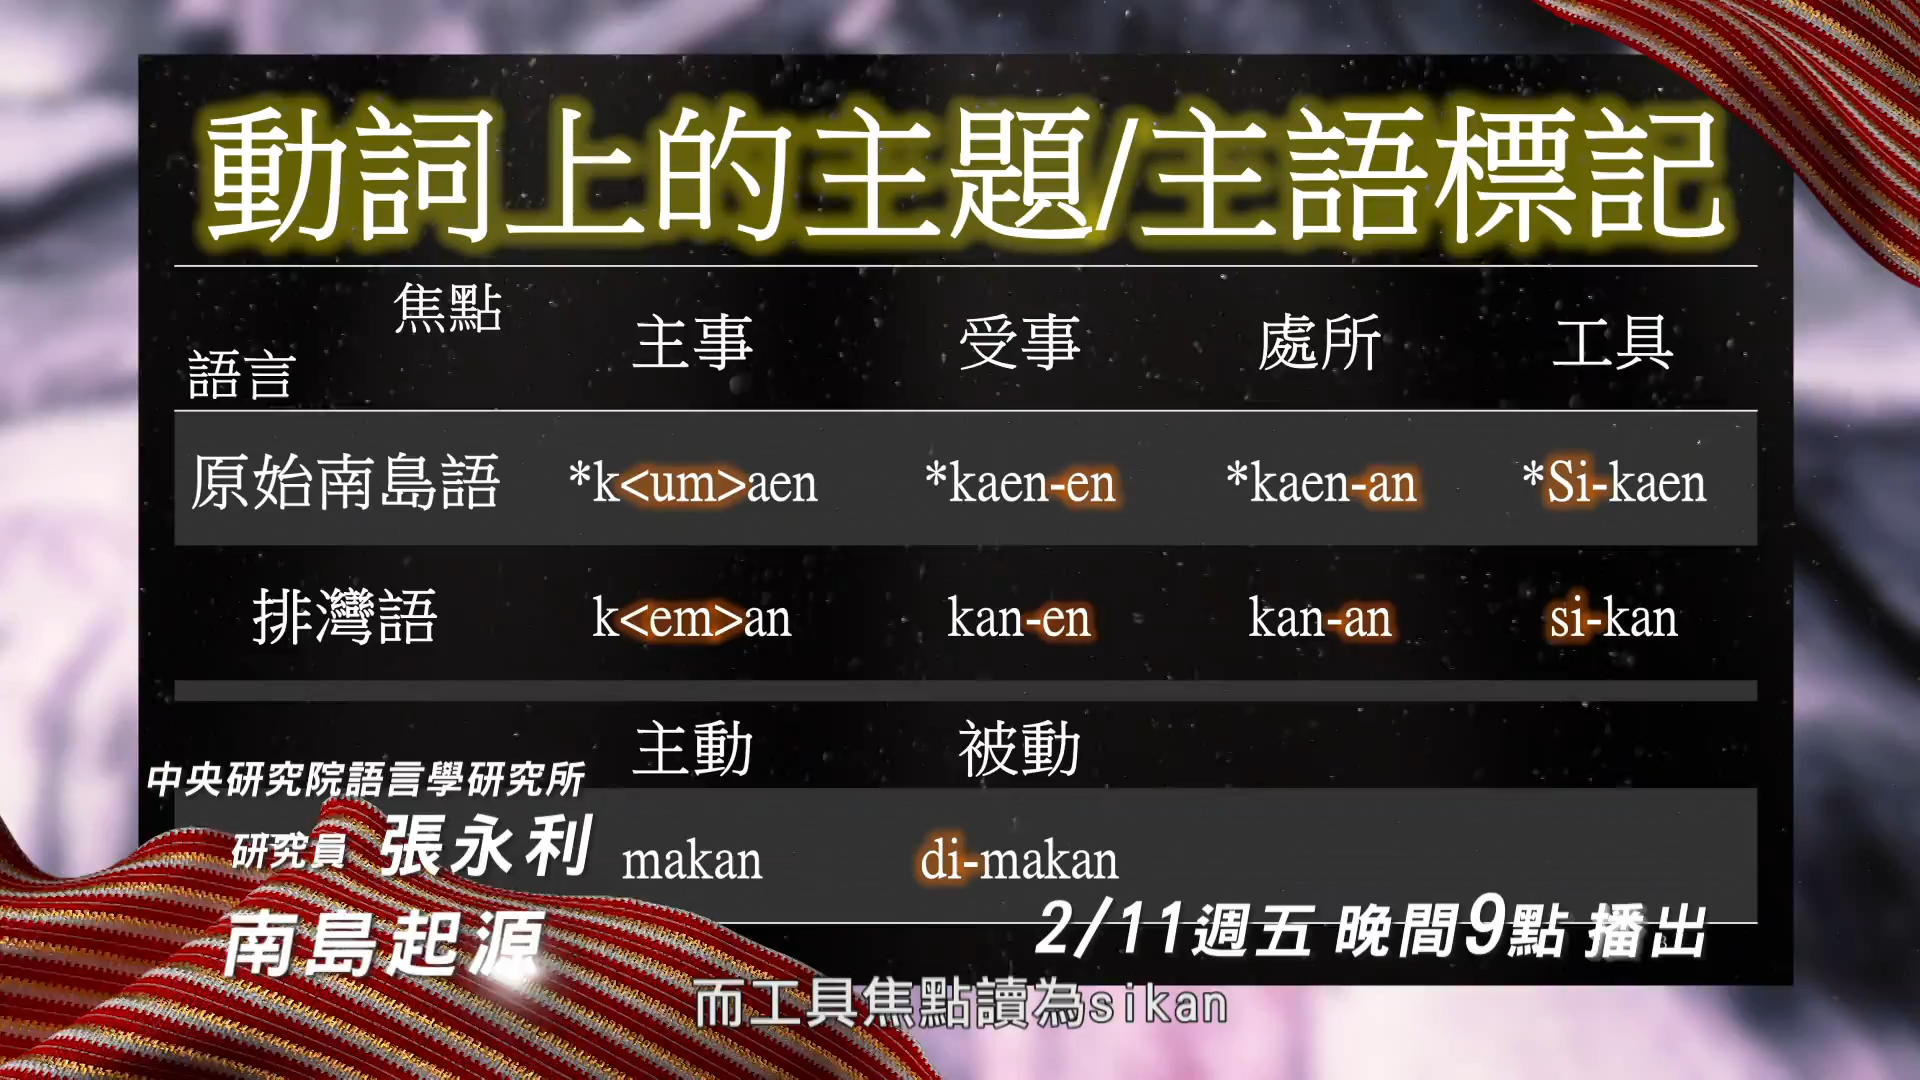 動詞上的主題/主語標記
焦點
語言
主事 受事 處所 工具
原始南島語 *k<um>aen *kaen-en *kaen-an *Si-kaen
排灣語 k<em>an kan-en kan-an si-kan
主動 被動
中央研究院語言學研究所
研究員 張永利
makan di-makan
南島起源
2/11週五 晚間9點 播出
而工具焦點讀為sikan